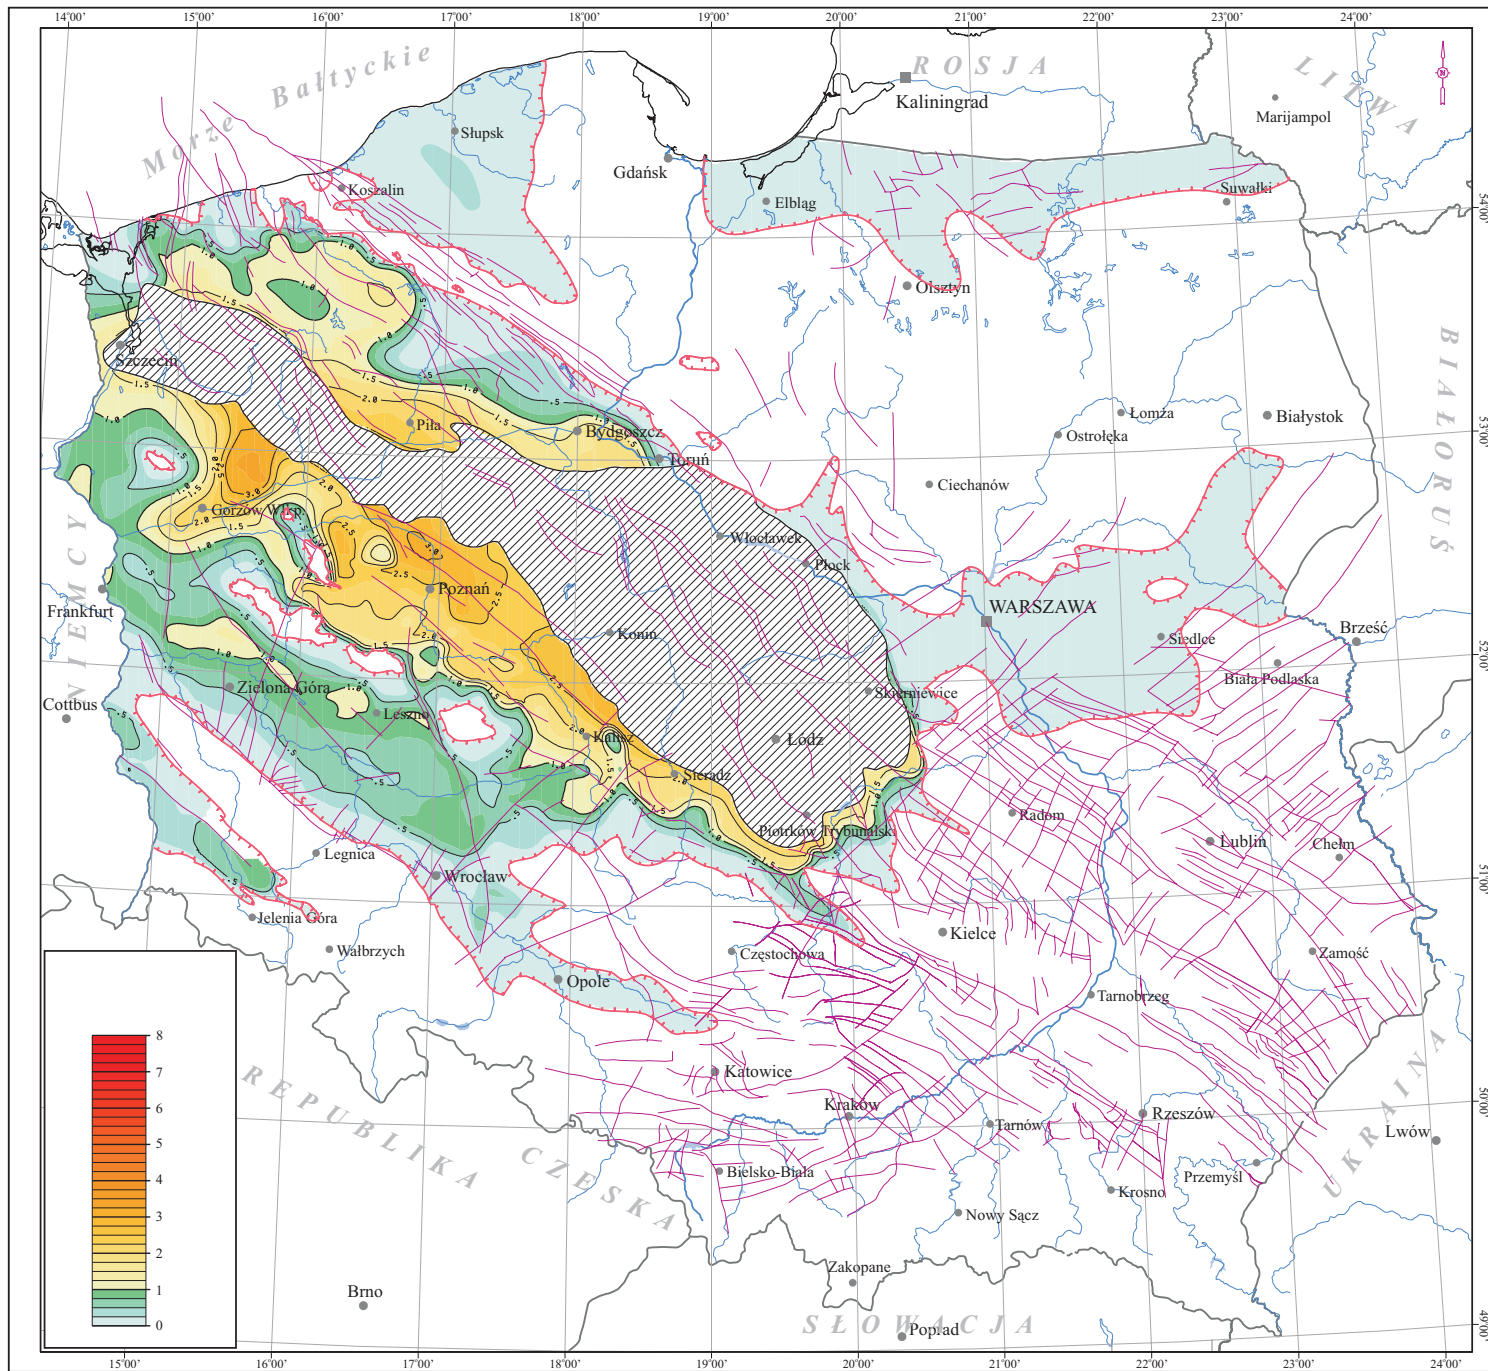 14°00' 15°00' 16°00' 17°00' 18°00' 19°00' 20°00' 21°00' 22°00' 23°00' 24°00'
Morze Bałtyckie
ROSJA
LITWA
Kaliningrad
Marijampol
Słupsk
Gdańsk
Koszalin
Elbląg
Suwałki
54°00'
Olsztyn
BIAŁORUŚ
Szczecin
Piła
Bydgoszcz
Toruń
Łomża
Białystok
Ostrołęka
53°00'
Ciechanów
Gorzów Wlkp.
Włocławek
Płock
NIEMCY
Frankfurt
Poznań
WARSZAWA
Konin
Siedlce
Brześć
52°00'
Biała Podlaska
Zielona Góra
Skierniewice
Cottbus
Leszno
Kalisz
Łódz
Sieradz
Piotrków Trybunalski
Radom
Lublin
Chełm
Legnica
Wrocław
51°00'
Jelenia Góra
Wałbrzych
Kielce
Częstochowa
Zamość
Opole
Tarnobrzeg
REPUBLIKA CZESKA
Katowice
Kraków
Rzeszów
50°00'
UKRAINA
Tarnów
Lwów
Bielsko-Biała
Przemyśl
Krosno
Nowy Sącz
Zakopane
Brno
SŁOWACJA
Poprad
49°00'
8
7
6
5
4
3
2
1
0
15°00' 16°00' 17°00' 18°00' 19°00' 20°00' 21°00' 22°00' 23°00' 24°00'